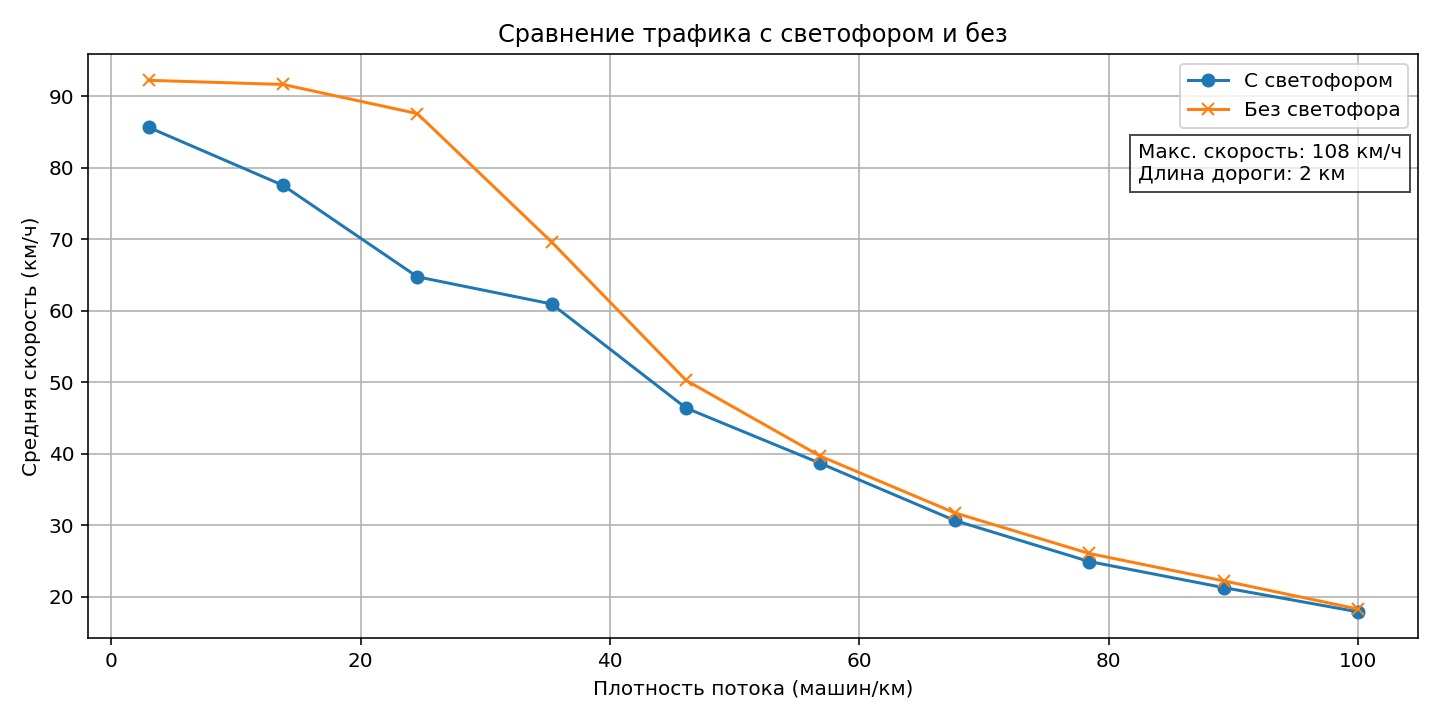 Сравнение трафика с светофором и без
С светофором
Без светофора
Макс. скорость: 108 км/ч
Длина дороги: 2 км
Средняя скорость (км/ч)
90
80
70
60
50
40
30
20
0 20 40 60 80 100
Плотность потока (машин/км)